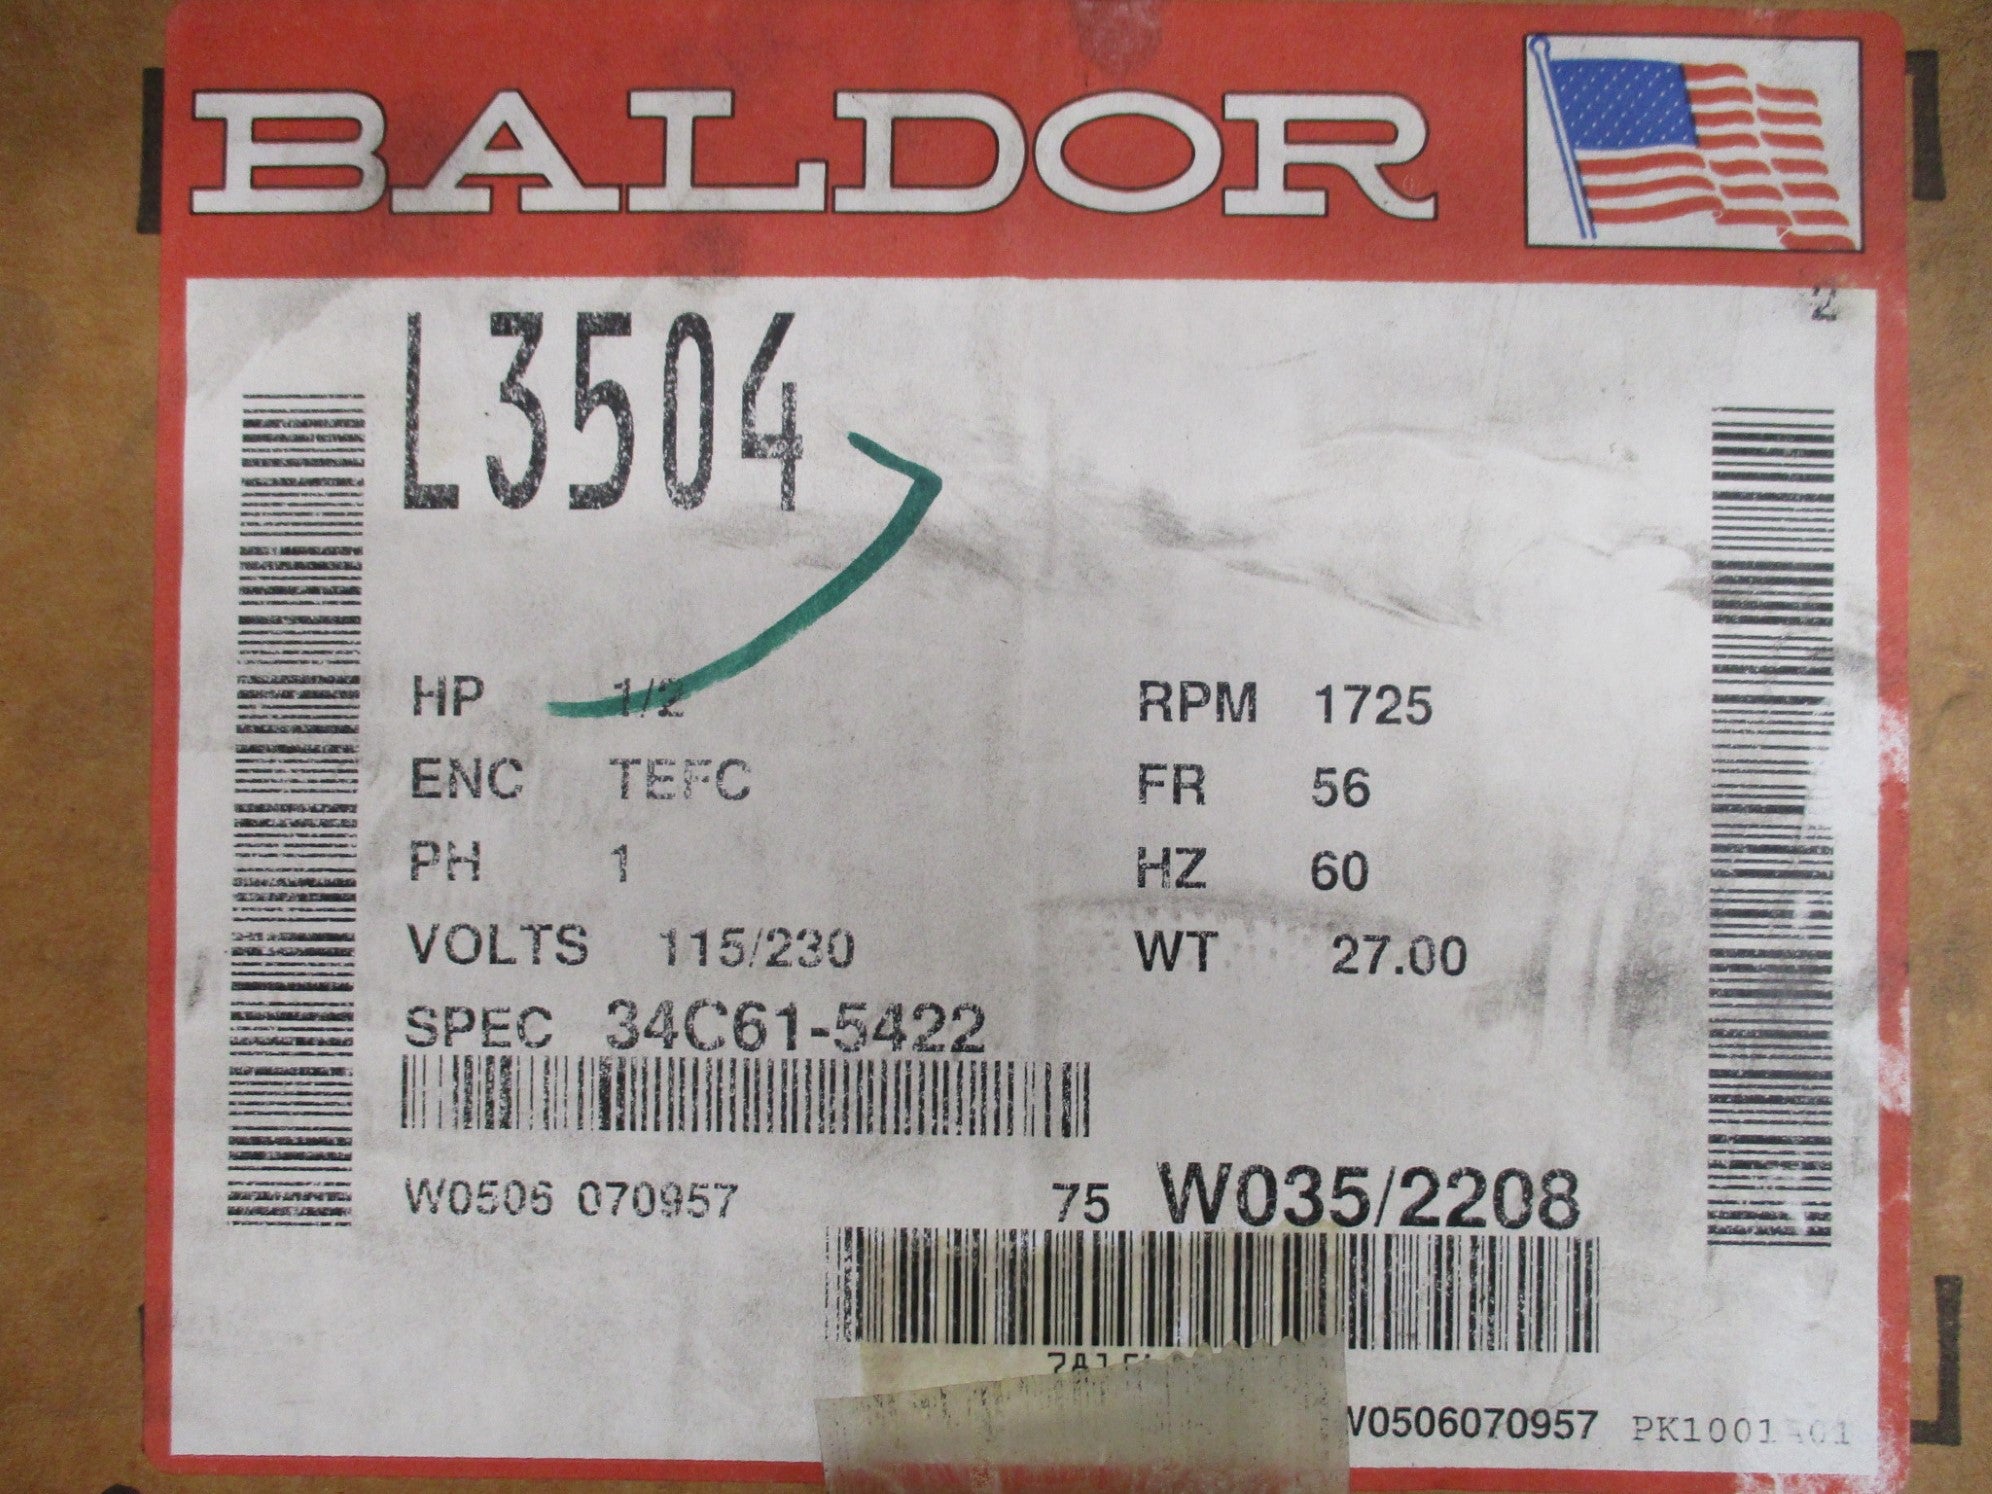 BALDOR
2
L3504
HP 1/2 RPM 1725
ENC TEFC FR 56
PH 1 HZ 60
VOLTS 115/230 WT 27.00
SPEC 34C61-5422
W0506 070957 75 W035/2208
W0506070957